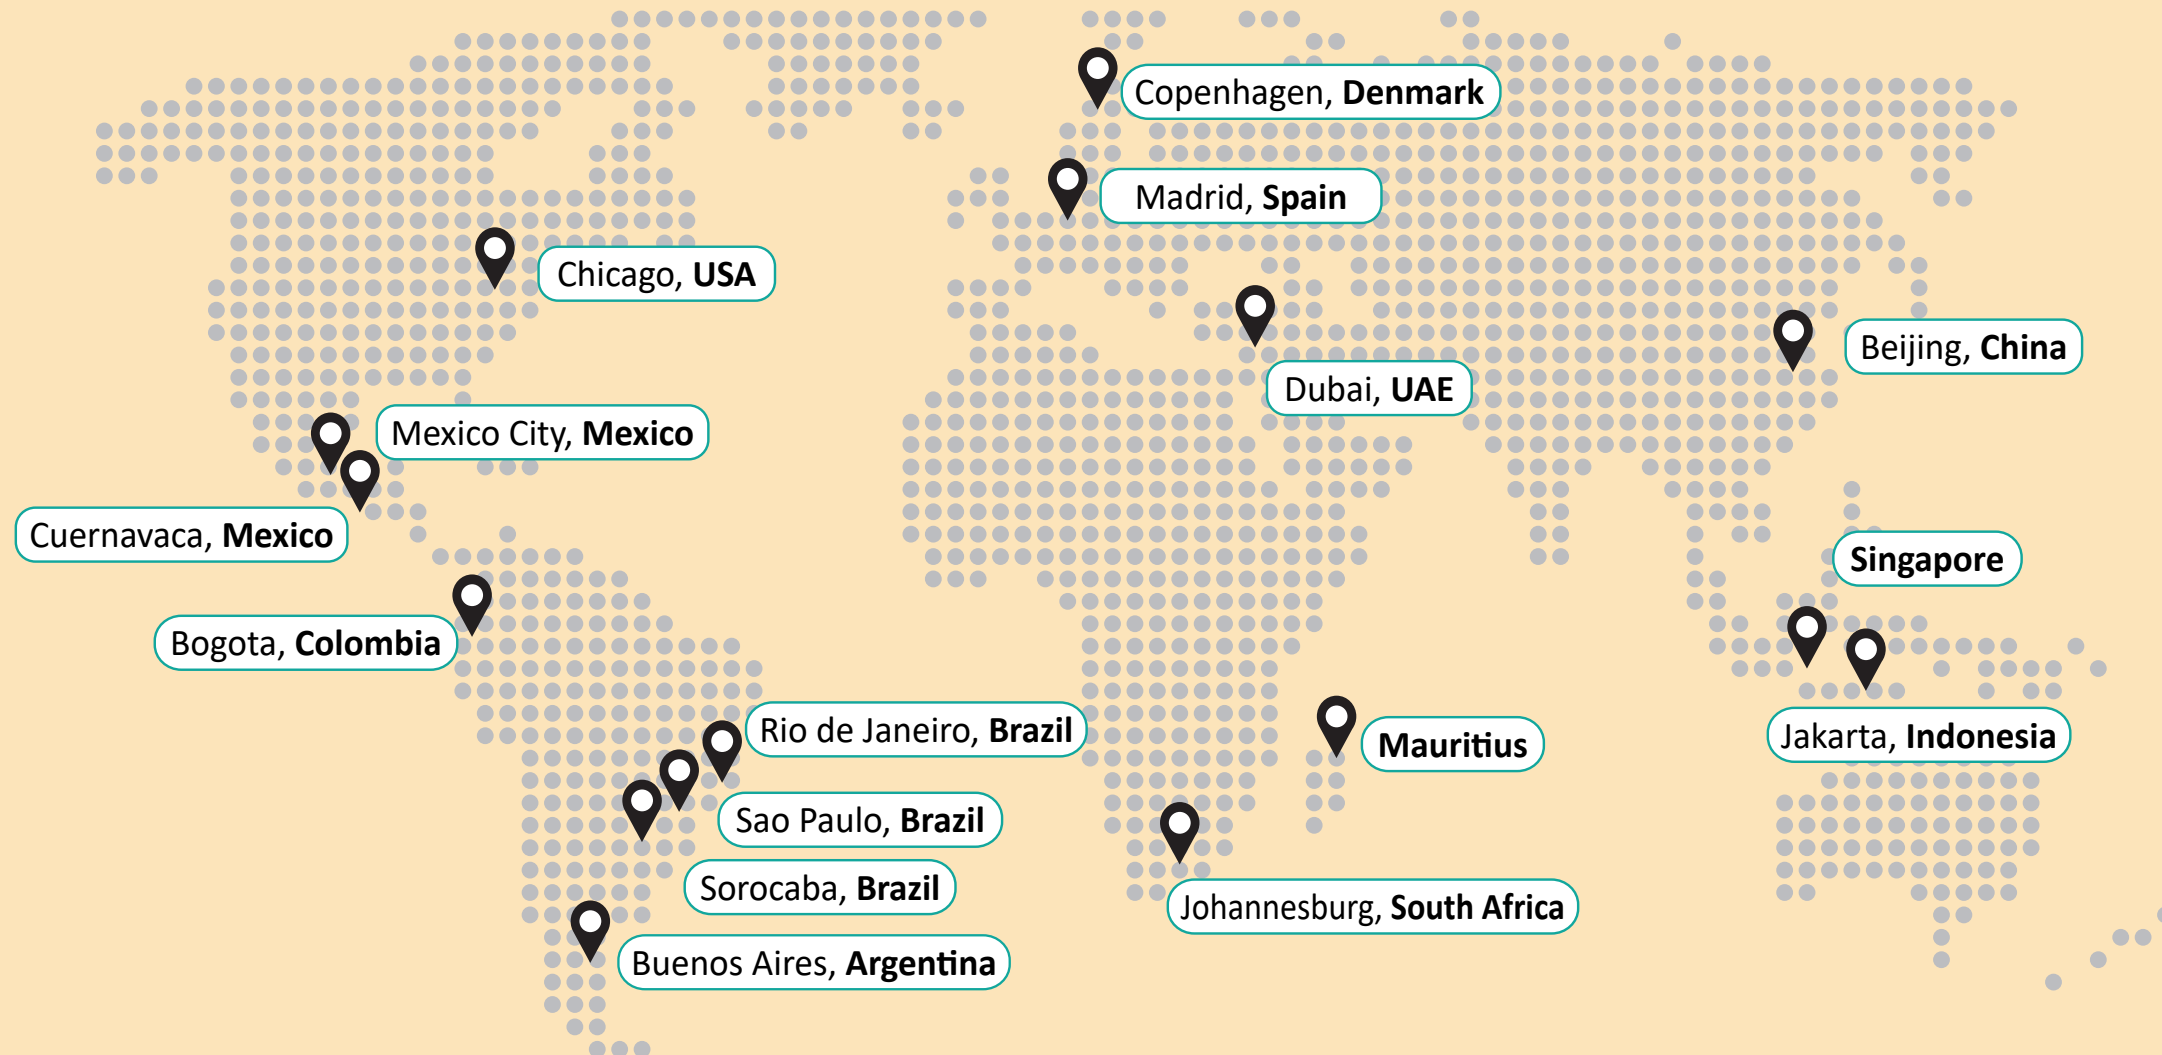 Copenhagen, Denmark
Madrid, Spain
Chicago, USA
Beijing, China
Dubai, UAE
Mexico City, Mexico
Cuernavaca, Mexico
Singapore
Bogota, Colombia
Rio de Janeiro, Brazil
Mauritius
Jakarta, Indonesia
Sao Paulo, Brazil
Sorocaba, Brazil
Johannesburg, South Africa
Buenos Aires, Argentina